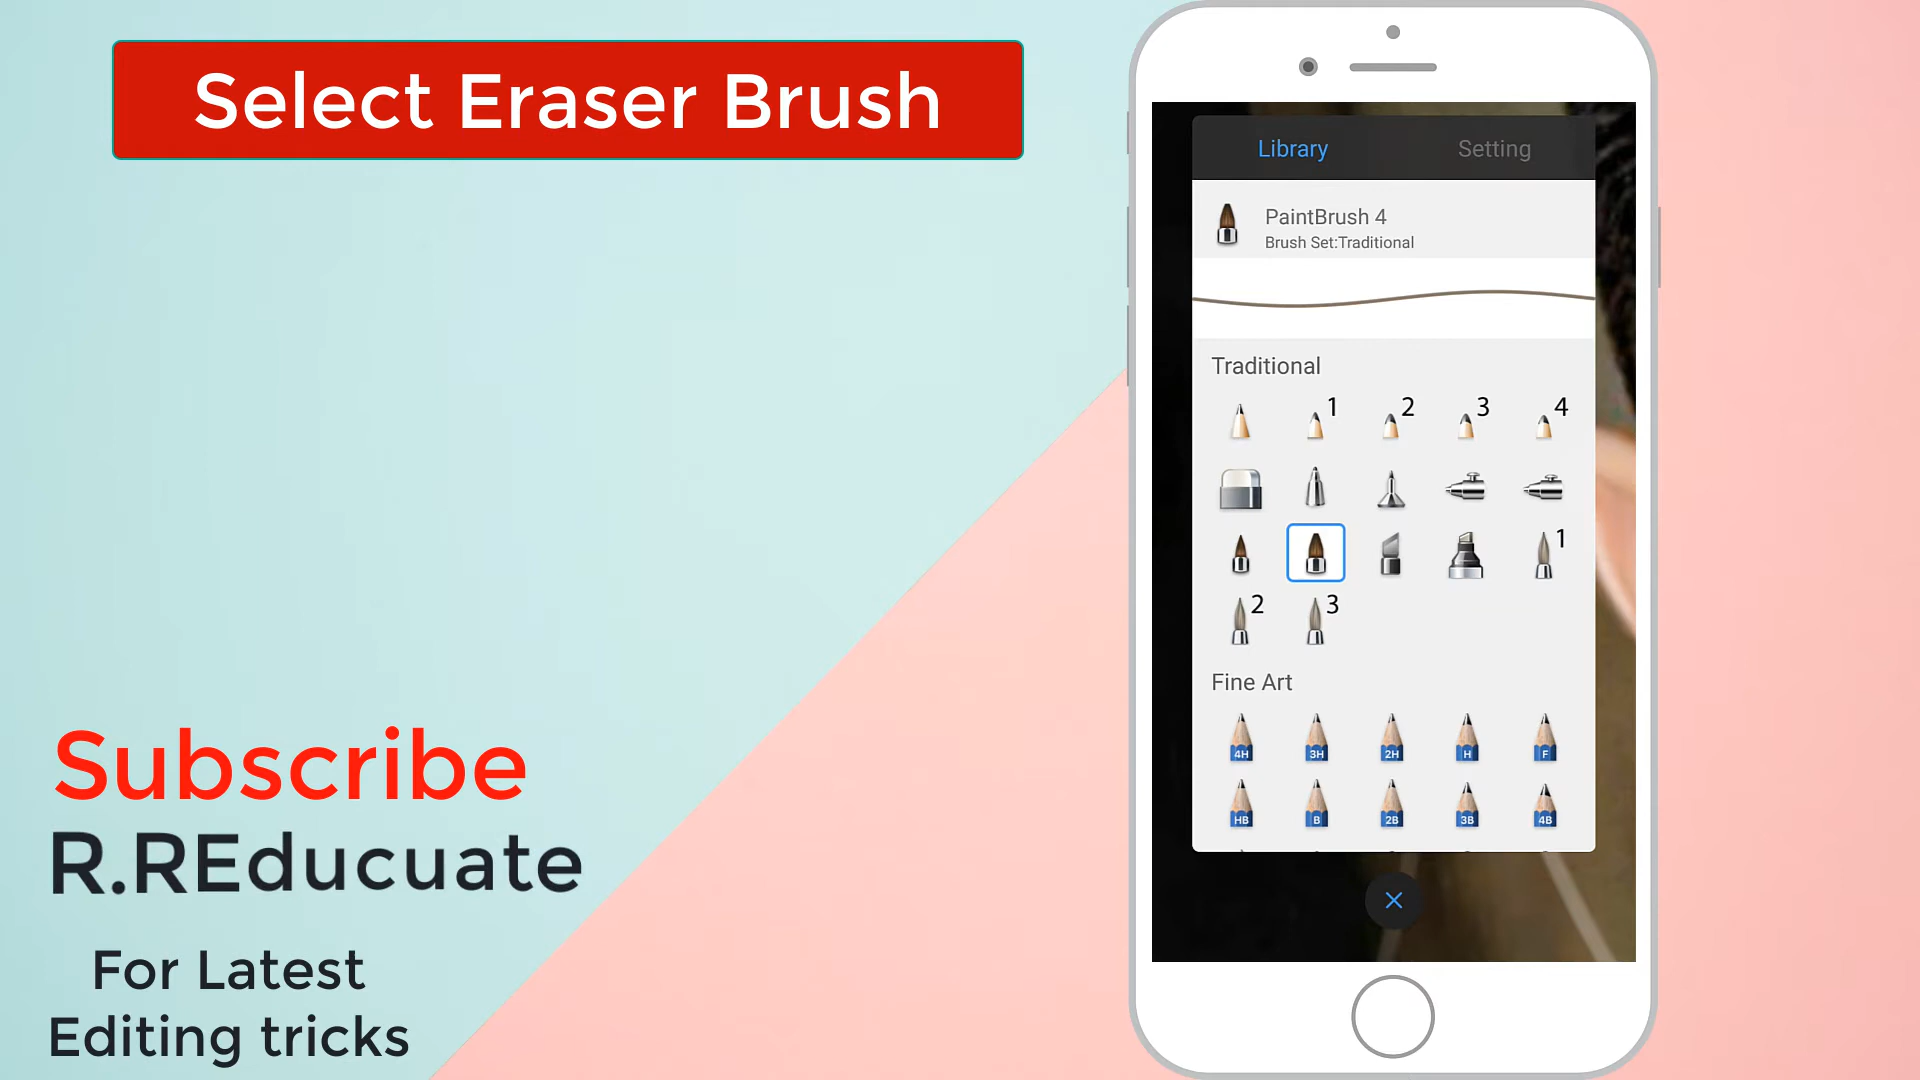 Select Eraser Brush
Library
Setting
PaintBrush 4
Brush Set:Traditional
Traditional
1
2
3
4
1
2
3
Fine Art
4H
3H
2H
H
F
HB
B
2B
3B
4B
Subscribe
R.REducuate
For Latest
Editing tricks